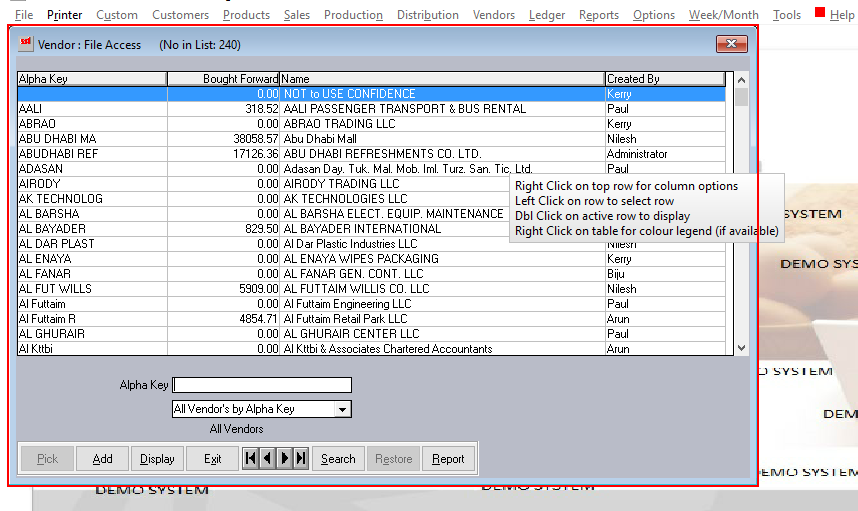 File Printer Custom Customers Products Sales Production Distribution Vendors Ledger Reports Options Week/Month Tools Help
Vendor : File Access (No in List: 240)
Alpha Key Bought Forward Name Created By
0.00 NOT to USE CONFIDENCE Kerry
AALI 318.52 AALI PASSENGER TRANSPORT & BUS RENTAL Paul
ABRAO 0.00 ABRAO TRADING LLC Kerry
ABU DHABI MA 38058.57 Abu Dhabi Mall Nilesh
ABUDHABI REF 17126.36 ABU DHABI REFRESHMENTS CO. LTD. Administrator
ADASAN 0.00 Adasan Day. Tuk. Mal. Mob. Iml. Turz. San. Tic. Ltd. Paul
AIRODY 0.00 AIRODY TRADING LLC
AK TECHNOLOG 0.00 AK TECHNOLOGIES LLC
AL BARSHA 0.00 AL BARSHA ELECT. EQUIP. MAINTENANCE
AL BAYADER 829.50 AL BAYADER INTERNATIONAL
AL DAR PLAST 0.00 Al Dar Plastic Industries LLC Nilesh
AL ENAYA 0.00 AL ENAYA WIPES PACKAGING Kerry
AL FANAR 0.00 AL FANAR GEN. CONT. LLC Biju
AL FUT WILLS 5909.00 AL FUTTAIM WILLIS CO. LLC Nilesh
Al Futtaim 0.00 Al Futtaim Engineering LLC Paul
Al Futtaim R 4854.71 Al Futtaim Retail Park LLC Arun
AL GHURAIR 0.00 AL GHURAIR CENTER LLC Paul
Al Kttbi 0.00 Al Kttbi & Associates Chartered Accountants Arun
Right Click on top row for column options
Left Click on row to select row
Dbl Click on active row to display
Right Click on table for colour legend (if available)
Alpha Key
All Vendor's by Alpha Key
All Vendors
Pick Add Display Exit Search Restore Report
SYSTEM
DEMO SYS
SYSTEM
DEM
DEMO SYSTEM
DEMO SYSTEM
DEMO SYSTEM